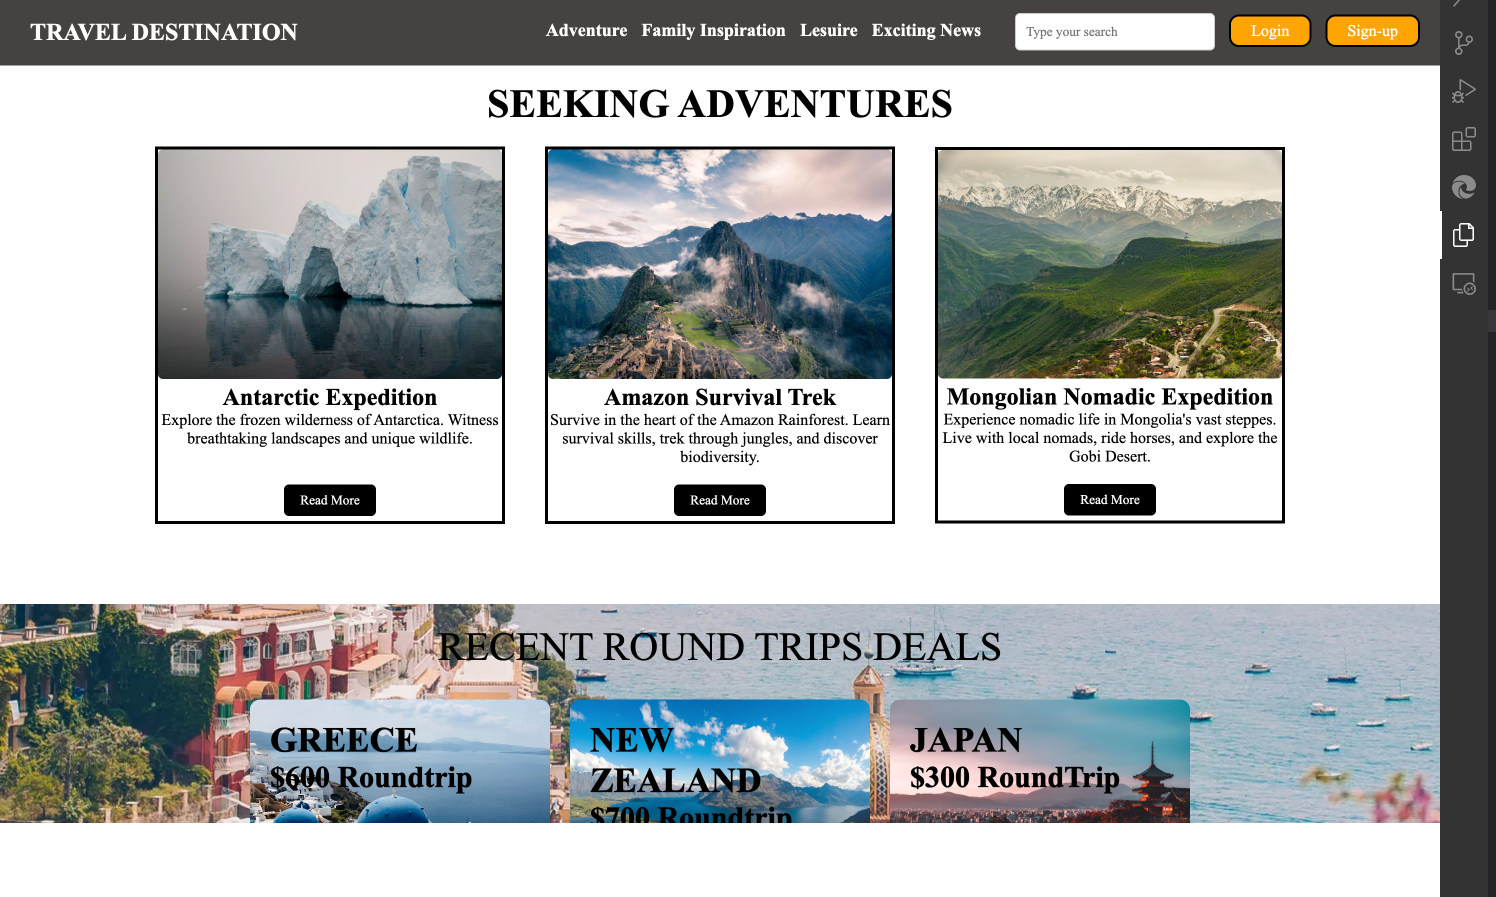 TRAVEL DESTINATION
Adventure Family Inspiration Lesuire Exciting News
Type your search
Login
Sign-up
SEEKING ADVENTURES
Antarctic Expedition
Explore the frozen wilderness of Antarctica. Witness
breathtaking landscapes and unique wildlife.
Read More
Amazon Survival Trek
Survive in the heart of the Amazon Rainforest. Learn
survival skills, trek through jungles, and discover
biodiversity.
Read More
Mongolian Nomadic Expedition
Experience nomadic life in Mongolia's vast steppes.
Live with local nomads, ride horses, and explore the
Gobi Desert.
Read More
RECENT ROUND TRIPS DEALS
GREECE
$600 Roundtrip
NEW
ZEALAND
$700 Roundtrip
JAPAN
$300 RoundTrip